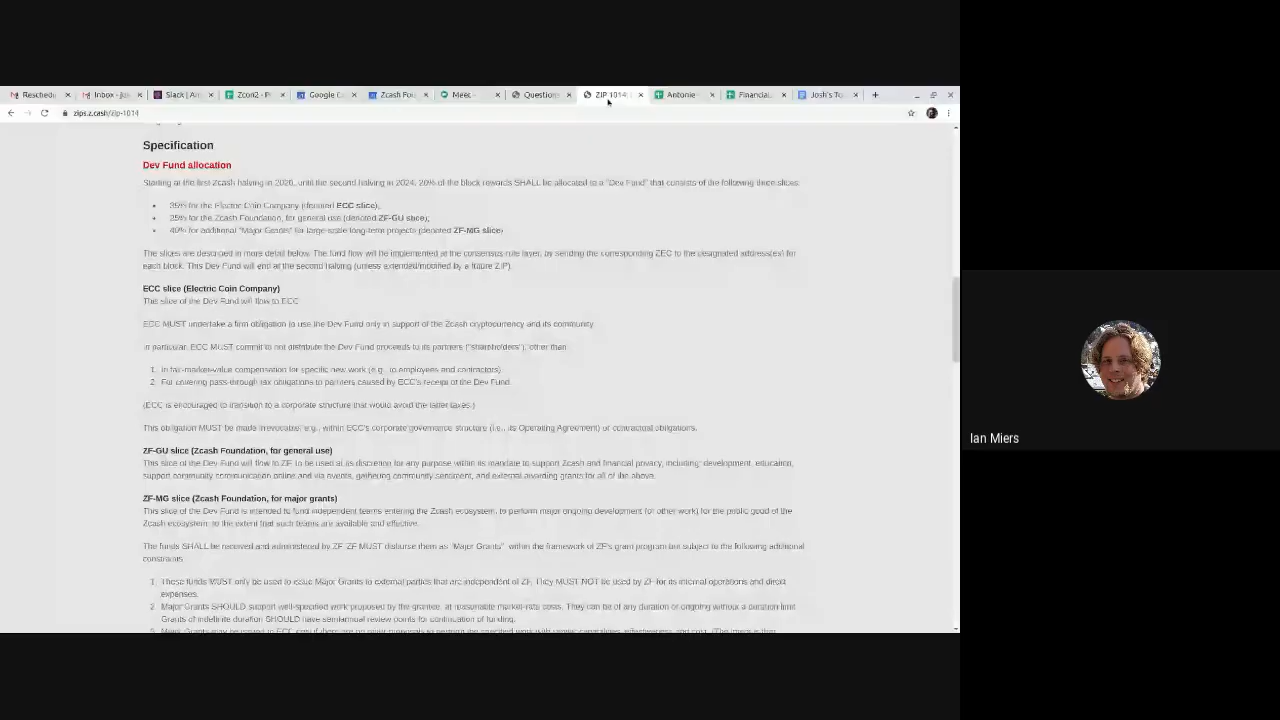 Reschedu
Inbox - jos
Slack | An
Zcon2 - P
Google C
Zcash Fou
Meet -
Question
ZIP 1014:
Antonie
Financial
Josh's To
zips.z.cash/zip-1014
Specification
Dev Fund allocation
Starting at the first Zcash halving in 2020, until the second halving in 2024, 20% of the block rewards SHALL be allocated to a "Dev Fund" that consists of the following three slices:
• 35% for the Electric Coin Company (denoted ECC slice);
• 25% for the Zcash Foundation, for general use (denoted ZF-GU slice);
• 40% for additional "Major Grants" for large-scale long-term projects (denoted ZF-MG slice)
The slices are described in more detail below. The fund flow will be implemented at the consensus-rule layer, by sending the corresponding ZEC to the designated address(es) for
each block. This Dev Fund will end at the second halving (unless extended/modified by a future ZIP).
ECC slice (Electric Coin Company)
This slice of the Dev Fund will flow to ECC
ECC MUST undertake a firm obligation to use the Dev Fund only in support of the Zcash cryptocurrency and its community
In particular, ECC MUST commit to not distribute the Dev Fund proceeds to its partners ("shareholders"), other than
1. In fair-market-value compensation for specific new work (e.g., to employees and contractors)
2. For covering pass-through tax obligations to partners caused by ECC's receipt of the Dev Fund
(ECC is encouraged to transition to a corporate structure that would avoid the latter taxes.)
This obligation MUST be made irrevocable, e.g., within ECC's corporate governance structure (i.e., its Operating Agreement) or contractual obligations.
ZF-GU slice (Zcash Foundation, for general use)
This slice of the Dev Fund will flow to ZF, to be used at its discretion for any purpose within its mandate to support Zcash and financial privacy, including: development, education,
support community communication online and via events, gathering community sentiment, and external awarding grants for all of the above.
ZF-MG slice (Zcash Foundation, for major grants)
This slice of the Dev Fund is intended to fund independent teams entering the Zcash ecosystem, to perform major ongoing development (or other work) for the public good of the
Zcash ecosystem, to the extent that such teams are available and effective.
The funds SHALL be received and administered by ZF. ZF MUST disburse them as "Major Grants" within the framework of ZF's grant program but subject to the following additional
constraints
1. These funds MUST only be used to issue Major Grants to external parties that are independent of ZF. They MUST NOT be used by ZF for its internal operations and direct
expenses.
2. Major Grants SHOULD support well-specified work proposed by the grantee, at reasonable market-rate costs. They can be of any duration or ongoing without a duration limit
Grants of indefinite duration SHOULD have semiannual review points for continuation of funding.
Ian Miers